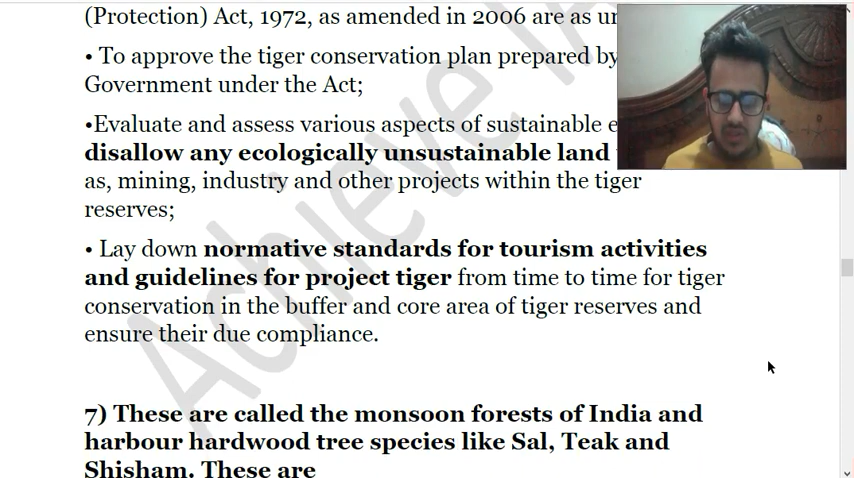 (Protection) Act, 1972, as amended in 2006 are as
• To approve the tiger conservation plan prepared by
Government under the Act;
•Evaluate and assess various aspects of sustainable
disallow any ecologically unsustainable land
as, mining, industry and other projects within the tiger
reserves;
• Lay down normative standards for tourism activities
and guidelines for project tiger from time to time for tiger
conservation in the buffer and core area of tiger reserves and
ensure their due compliance.
7) These are called the monsoon forests of India and
harbour hardwood tree species like Sal, Teak and
Shisham. These are
Achieve